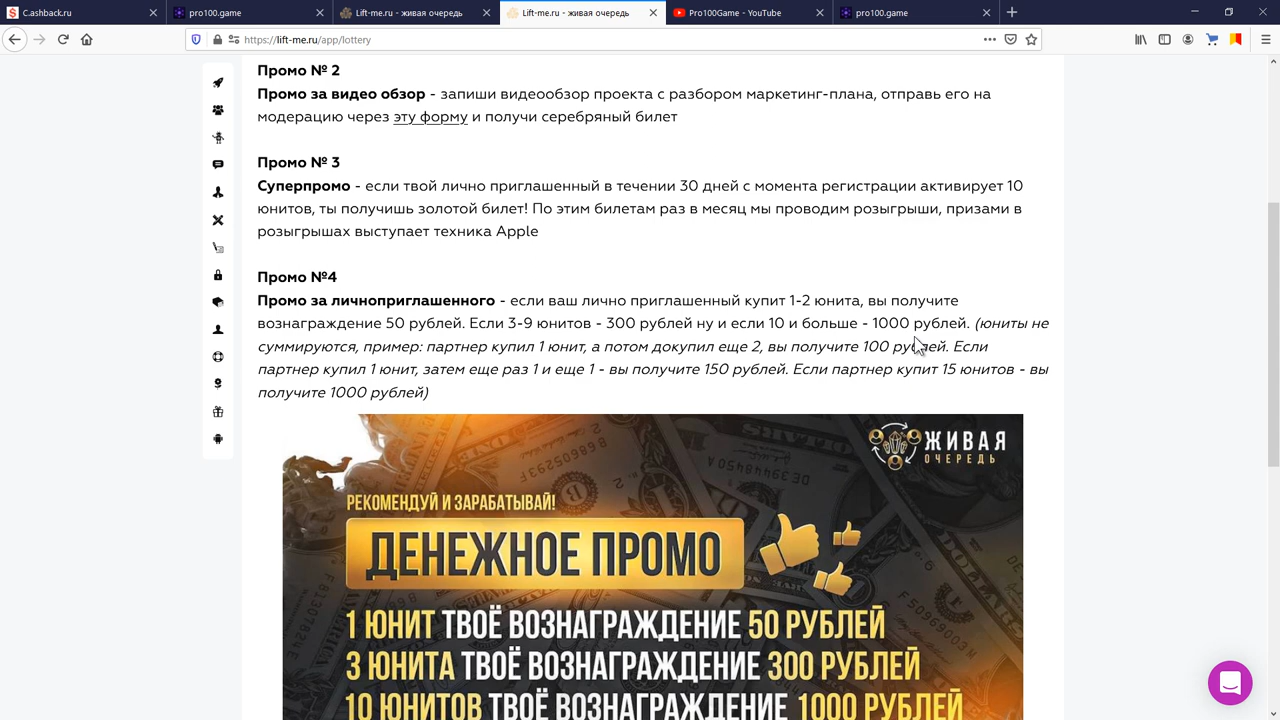 C.ashback.ru
pro100.game
Lift-me.ru - живая очередь
Lift-me.ru - живая очередь
Pro100Game - YouTube
pro100.game
https://lift-me.ru/app/lottery
Промо № 2
Промо за видео обзор - запиши видеообзор проекта с разбором маркетинг-плана, отправь его на
модерацию через эту форму и получи серебряный билет
Промо № 3
Суперпромо - если твой лично приглашенный в течении 30 дней с момента регистрации активирует 10
юнитов, ты получишь золотой билет! По этим билетам раз в месяц мы проводим розыгрыши, призами в
розыгрышах выступает техника Apple
Промо №4
Промо за личноприглашенного - если ваш лично приглашенный купит 1-2 юнита, вы получите
вознаграждение 50 рублей. Если 3-9 юнитов - 300 рублей ну и если 10 и больше - 1000 рублей. (юниты не
суммируются, пример: партнер купил 1 юнит, а потом докупил еще 2, вы получите 100 рублей. Если
партнер купил 1 юнит, затем еще раз 1 и еще 1 - вы получите 150 рублей. Если партнер купит 15 юнитов - вы
получите 1000 рублей)
ЖИВАЯ
ОЧЕРЕДЬ
РЕКОМЕНДУЙ И ЗАРАБАТЫВАЙ!
ДЕНЕЖНОЕ ПРОМО
1 ЮНИТ ТВОЁ ВОЗНАГРАЖДЕНИЕ 50 РУБЛЕЙ
3 ЮНИТА ТВОЁ ВОЗНАГРАЖДЕНИЕ 300 РУБЛЕЙ
10 ЮНИТОВ ТВОЁ ВОЗНАГРАЖДЕНИЕ 1000 РУБЛЕЙ